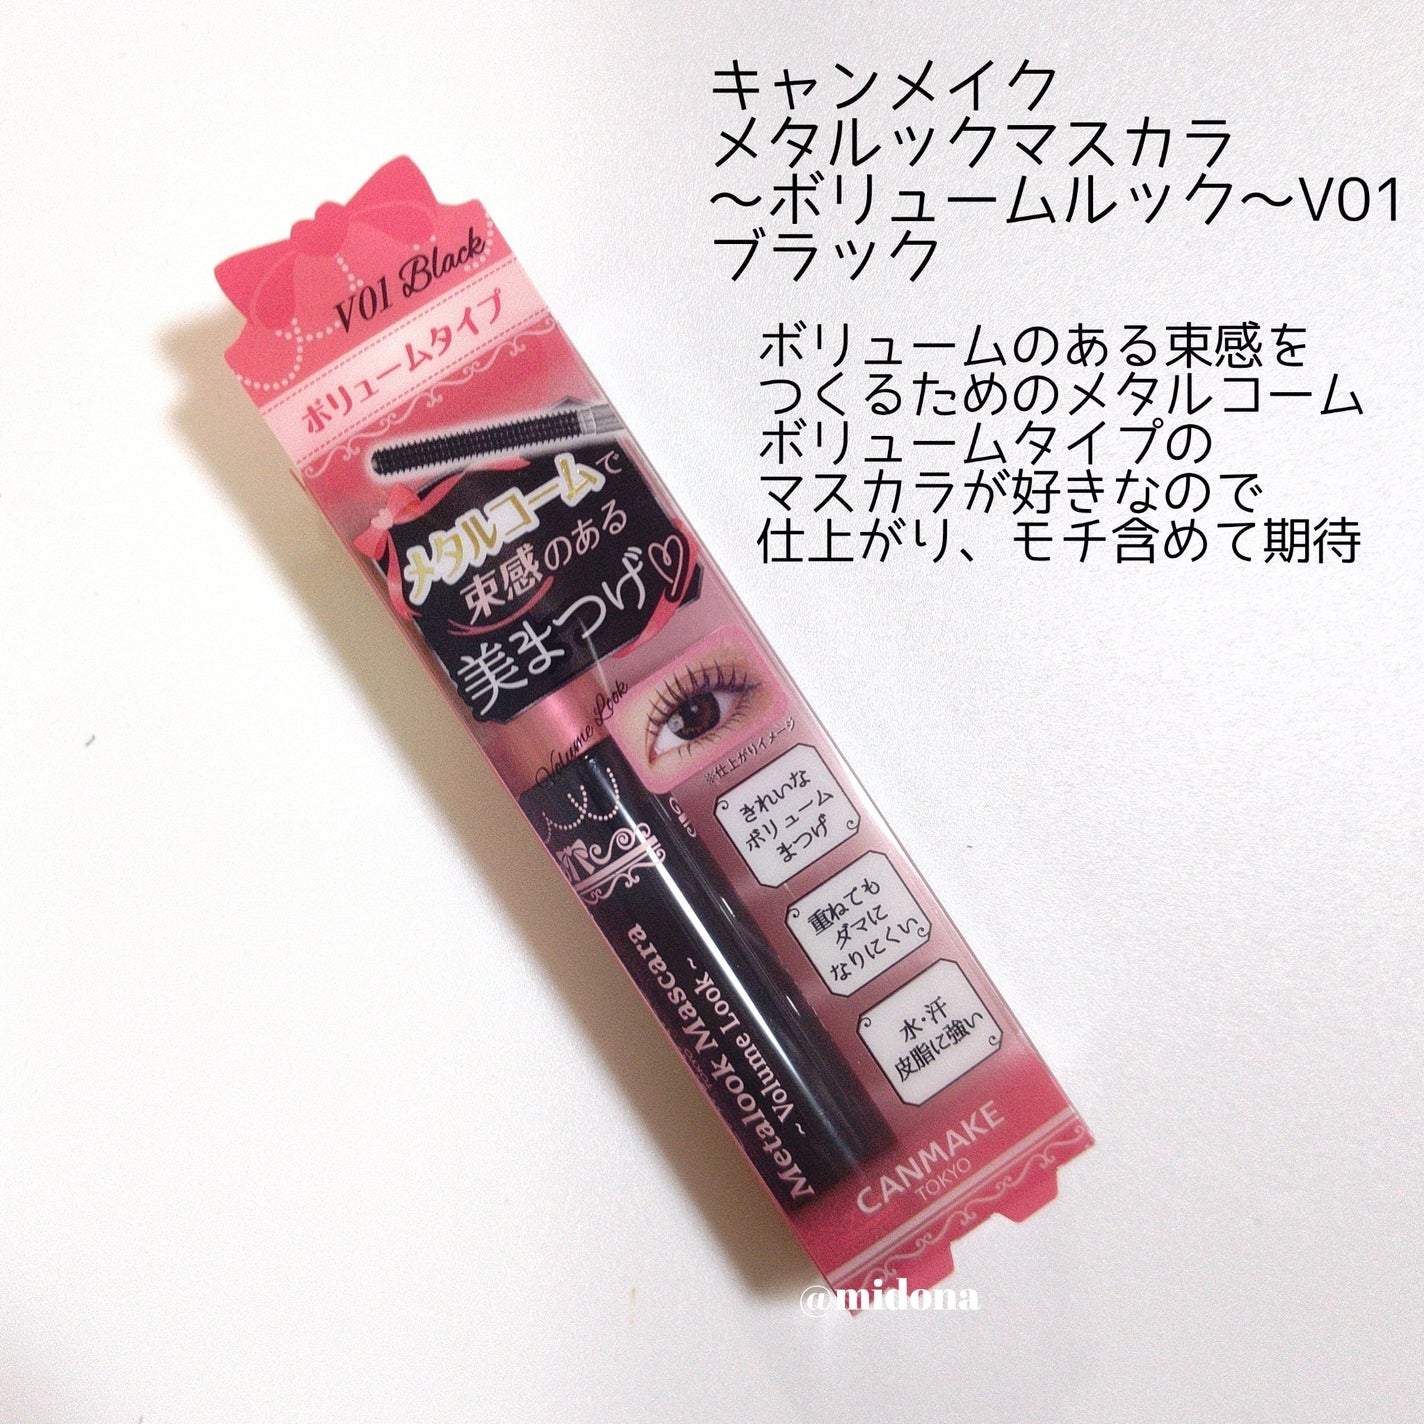 キャンメイク
メタルックマスカラ
〜ボリュームルック〜V01
ブラック
ボリュームのある束感を
つくるためのメタルコーム
ボリュームタイプの
マスカラが好きなので
仕上がり、モチ含めて期待
V01 Black
ボリュームタイプ
メタルコームで
束感のある
美まつげ♡
Volume Look
※仕上がりイメージ
きれいな
ボリューム
まつげ
重ねても
ダマに
なりにくい
水・汗
皮脂に強い
Metalook Mascara
~ Volume Look ~
TOKYO
CANMAKE
TOKYO
@midona